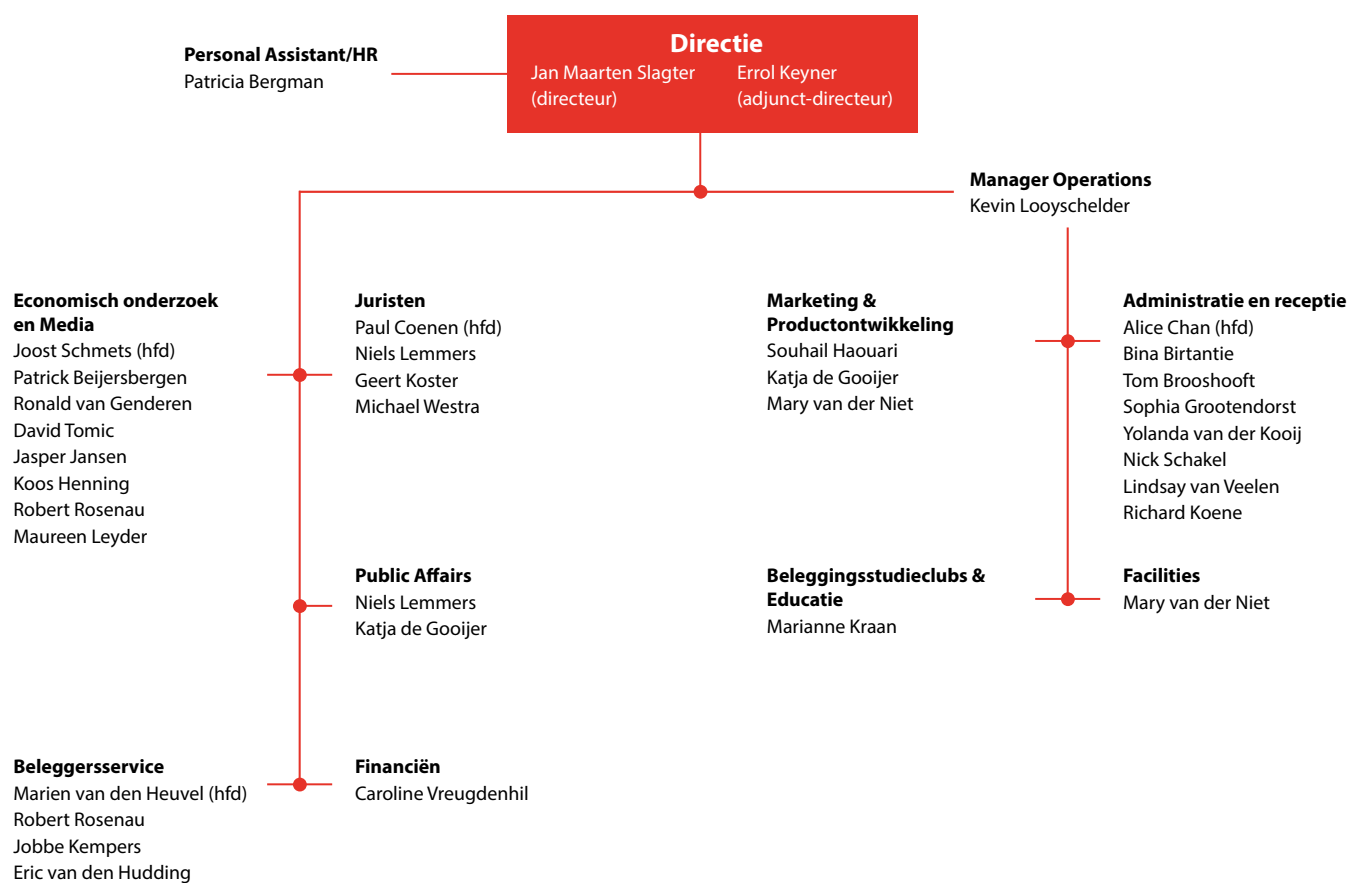 Directie
Jan Maarten Slagter
(directeur)
Errol Keyner
(adjunct-directeur)
Personal Assistant/HR
Patricia Bergman
Manager Operations
Kevin Looyschelder
Economisch onderzoek
en Media
Joost Schmets (hfd)
Patrick Beijersbergen
Ronald van Genderen
David Tomic
Jasper Jansen
Koos Henning
Robert Rosenau
Maureen Leyder
Juristen
Paul Coenen (hfd)
Niels Lemmers
Geert Koster
Michael Westra
Marketing &
Productontwikkeling
Souhail Haouari
Katja de Gooijer
Mary van der Niet
Administratie en receptie
Alice Chan (hfd)
Bina Birtantie
Tom Brooshooft
Sophia Grootendorst
Yolanda van der Kooij
Nick Schakel
Lindsay van Veelen
Richard Koene
Public Affairs
Niels Lemmers
Katja de Gooijer
Beleggingsstudieclubs &
Educatie
Marianne Kraan
Facilities
Mary van der Niet
Beleggersservice
Marien van den Heuvel (hfd)
Robert Rosenau
Jobbe Kempers
Eric van den Hudding
Financiën
Caroline Vreugdenhil